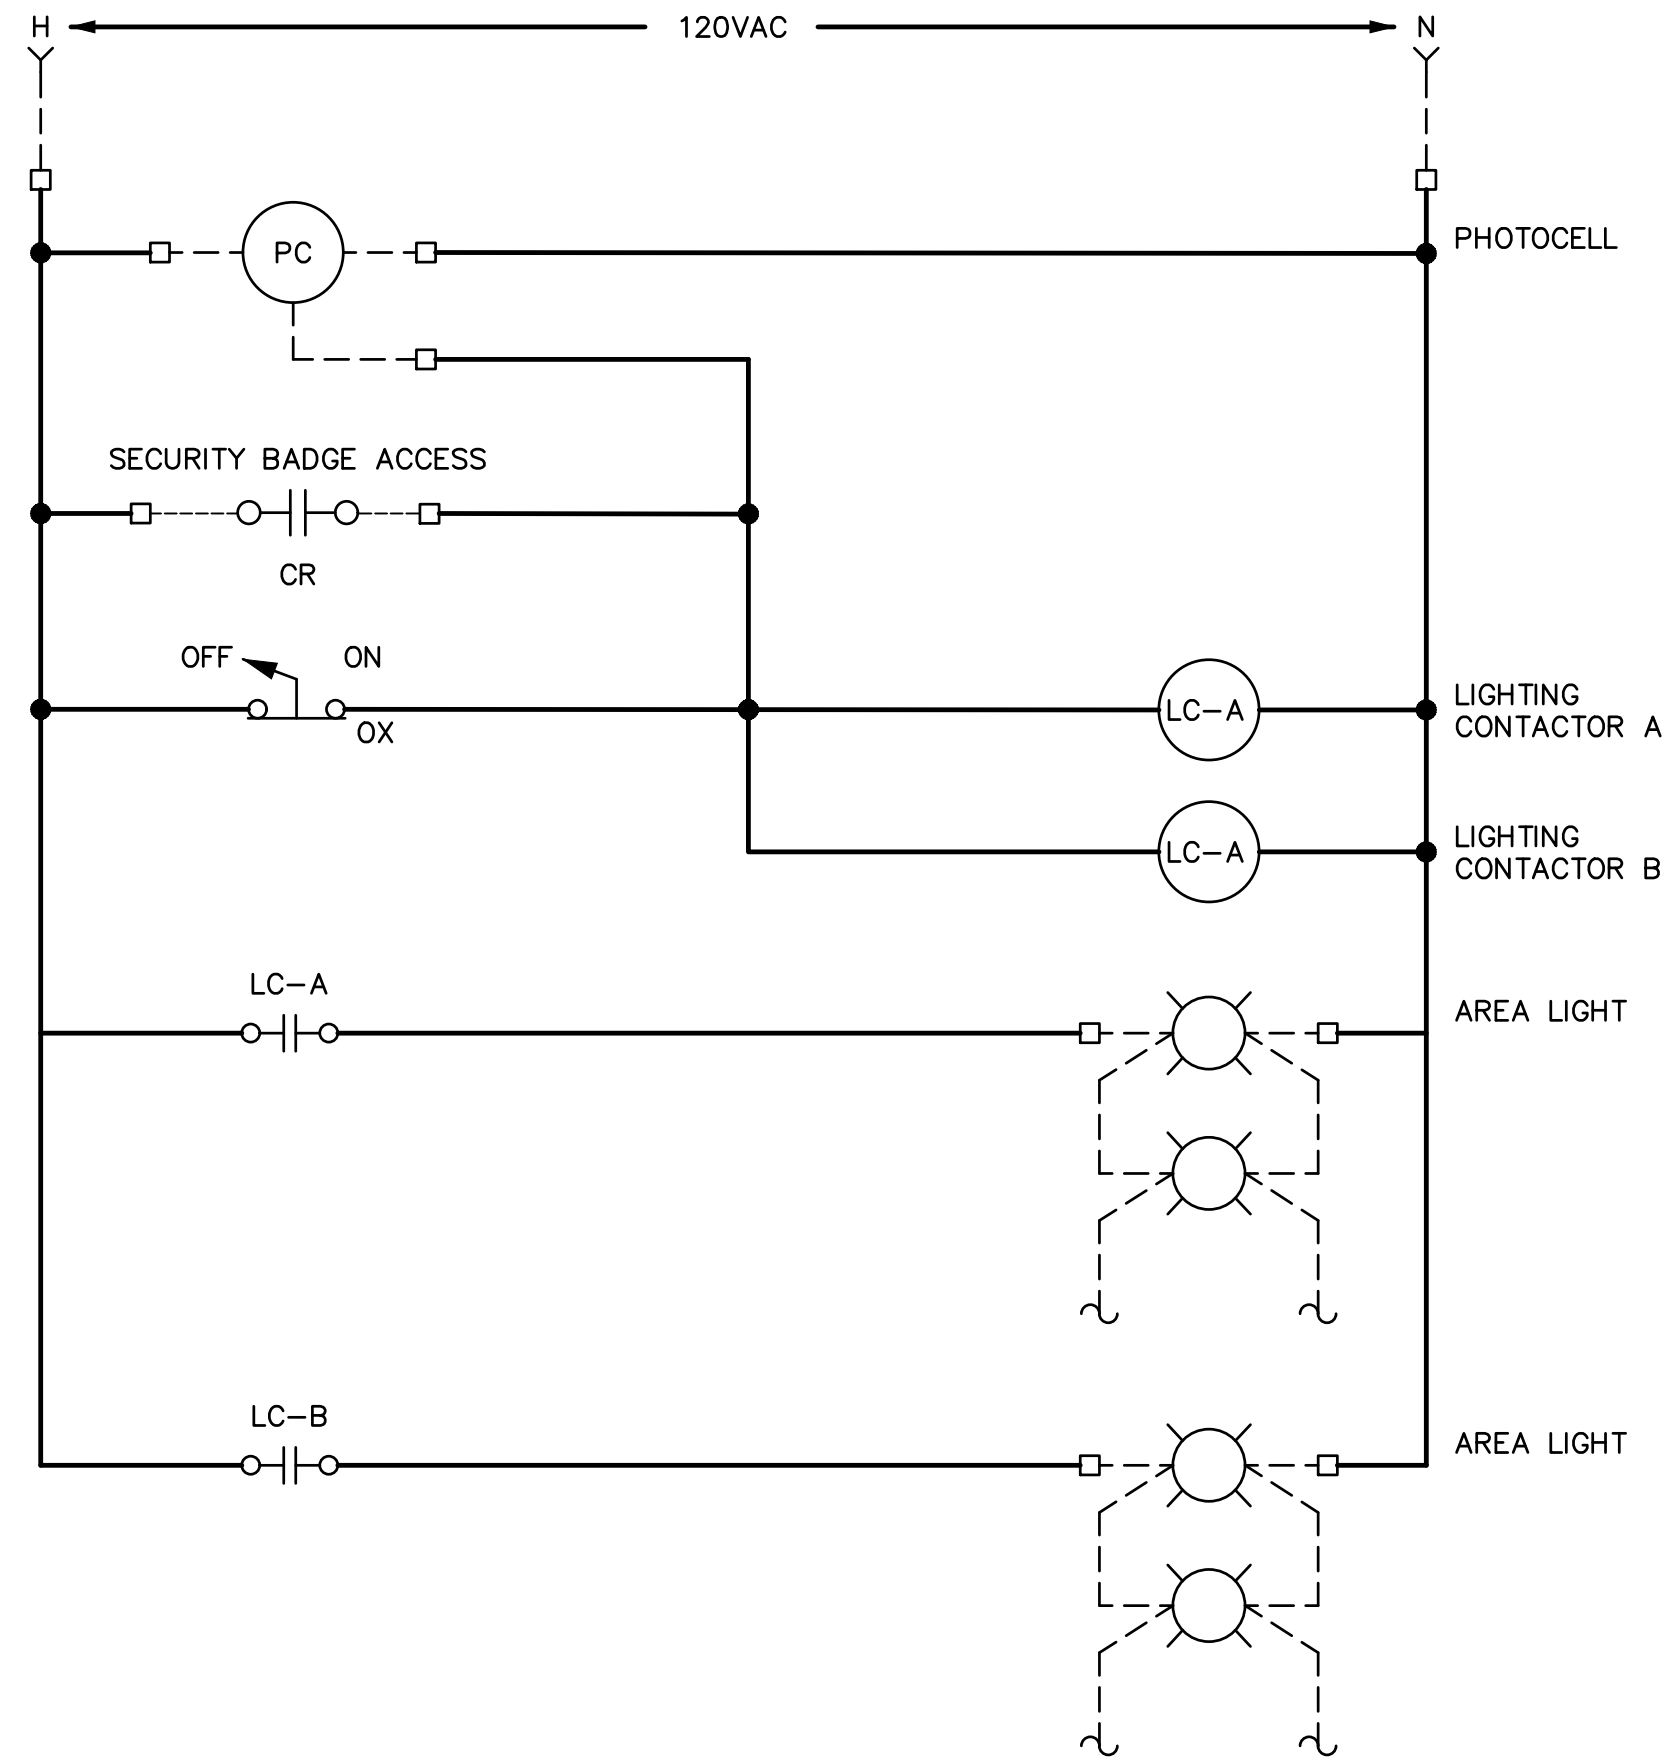 H 120VAC N
PHOTOCELL
PC
SECURITY BADGE ACCESS
CR
OFF ON
OX
LC-A
LIGHTING
CONTACTOR A
LC-A
LIGHTING
CONTACTOR B
LC-A
AREA LIGHT
LC-B
AREA LIGHT